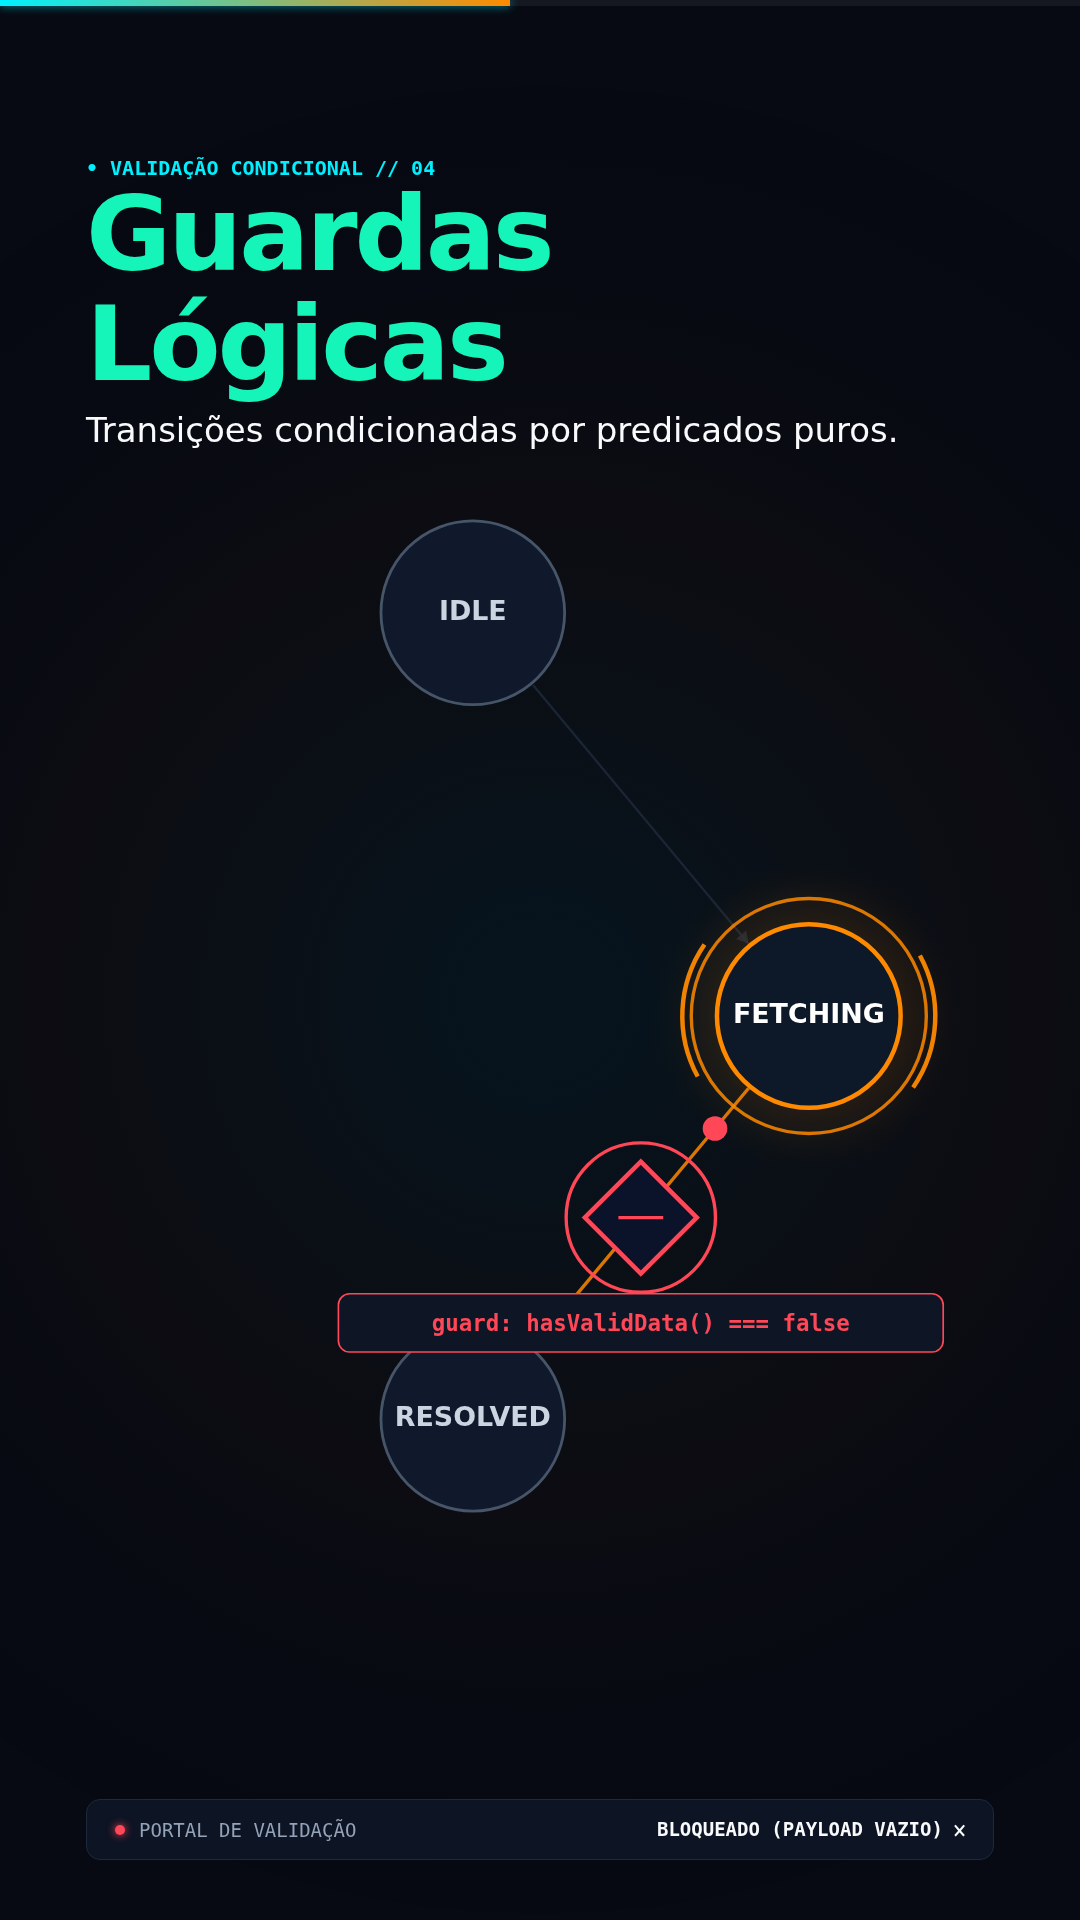 • VALIDAÇÃO CONDICIONAL // 04
Guardas
Lógicas
Transições condicionadas por predicados puros.
IDLE
FETCHING
guard: hasValidData() === false
RESOLVED
PORTAL DE VALIDAÇÃO
BLOQUEADO (PAYLOAD VAZIO) ×